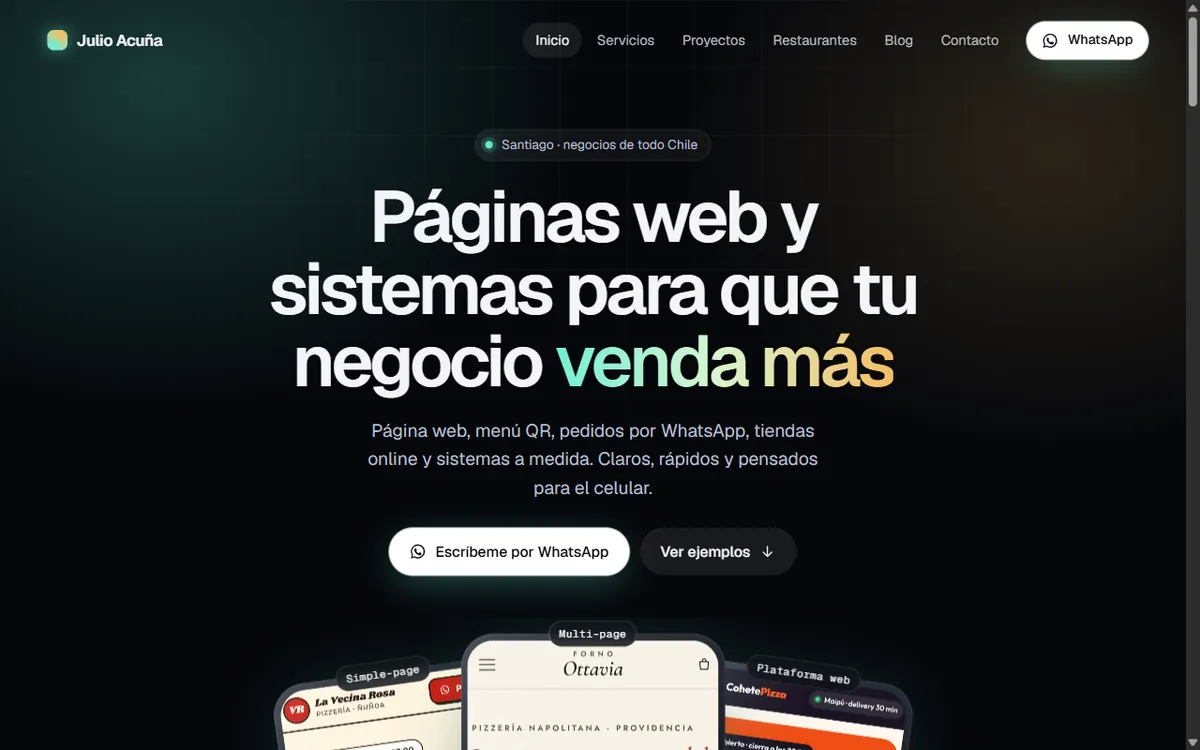 Julio Acuña
Inicio
Servicios
Proyectos
Restaurantes
Blog
Contacto
WhatsApp
Santiago · negocios de todo Chile
Páginas web y
sistemas para que tu
negocio venda más
Página web, menú QR, pedidos por WhatsApp, tiendas
online y sistemas a medida. Claros, rápidos y pensados
para el celular.
Escríbeme por WhatsApp
Ver ejemplos
Simple-page
VR
La Vecina Rosa
PIZZERÍA · ÑUÑOA
Multi-page
FORNO
Ottavia
PIZZERÍA NAPOLITANA · PROVIDENCIA
Plataforma web
CohetePizza
Maipú · delivery 30 min